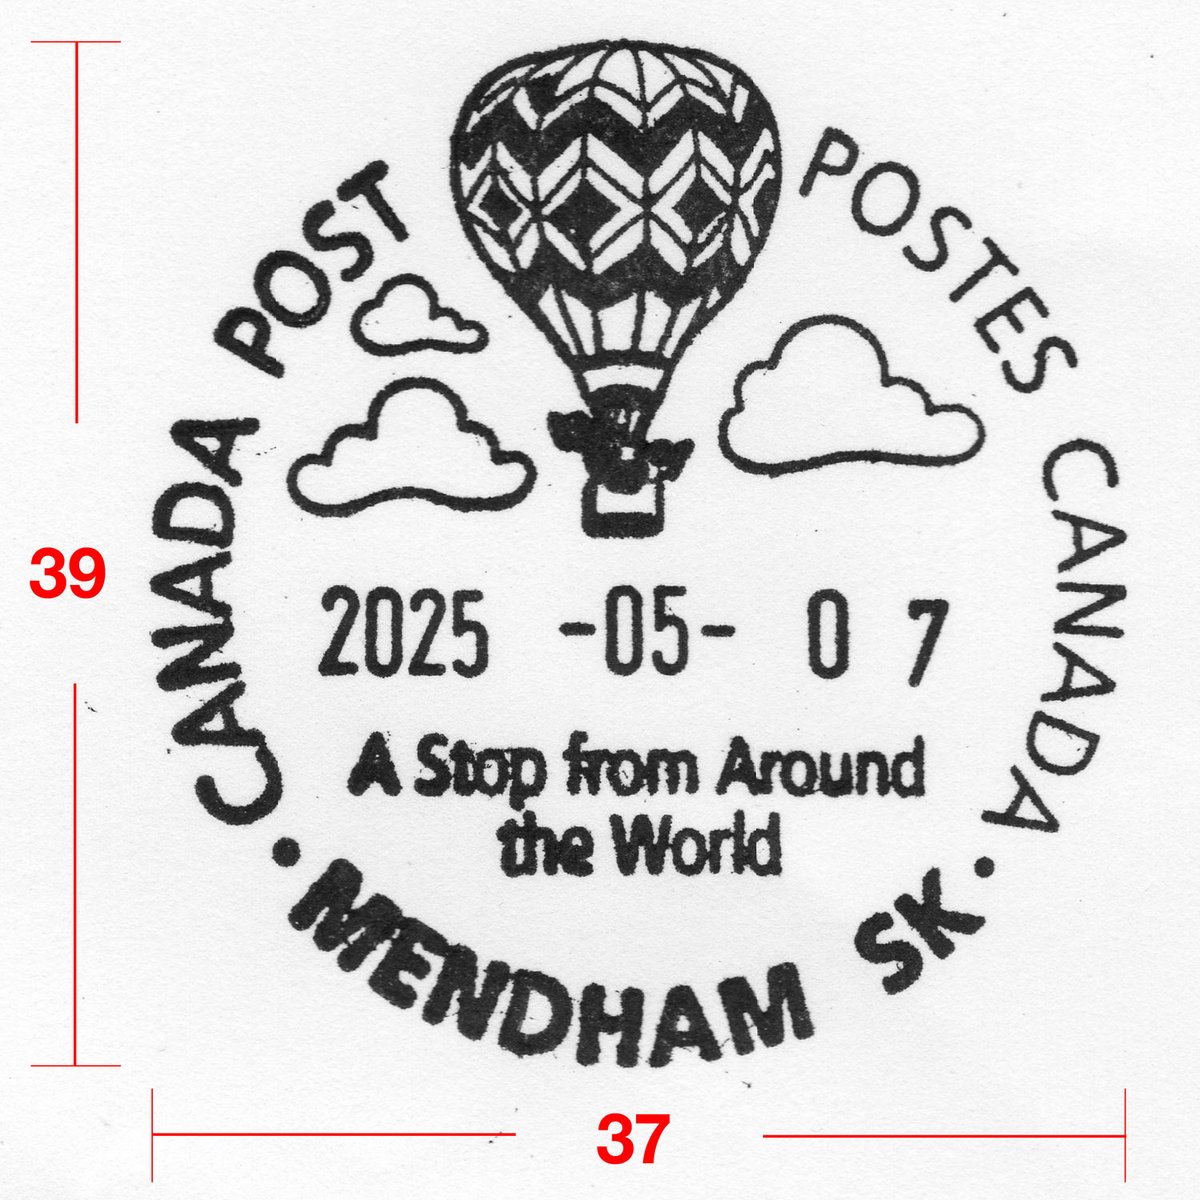 CANADA POST
POSTES CANADA
39
2025 -05- 0 7
A Stop from Around
the World
• MENDHAM SK •
37